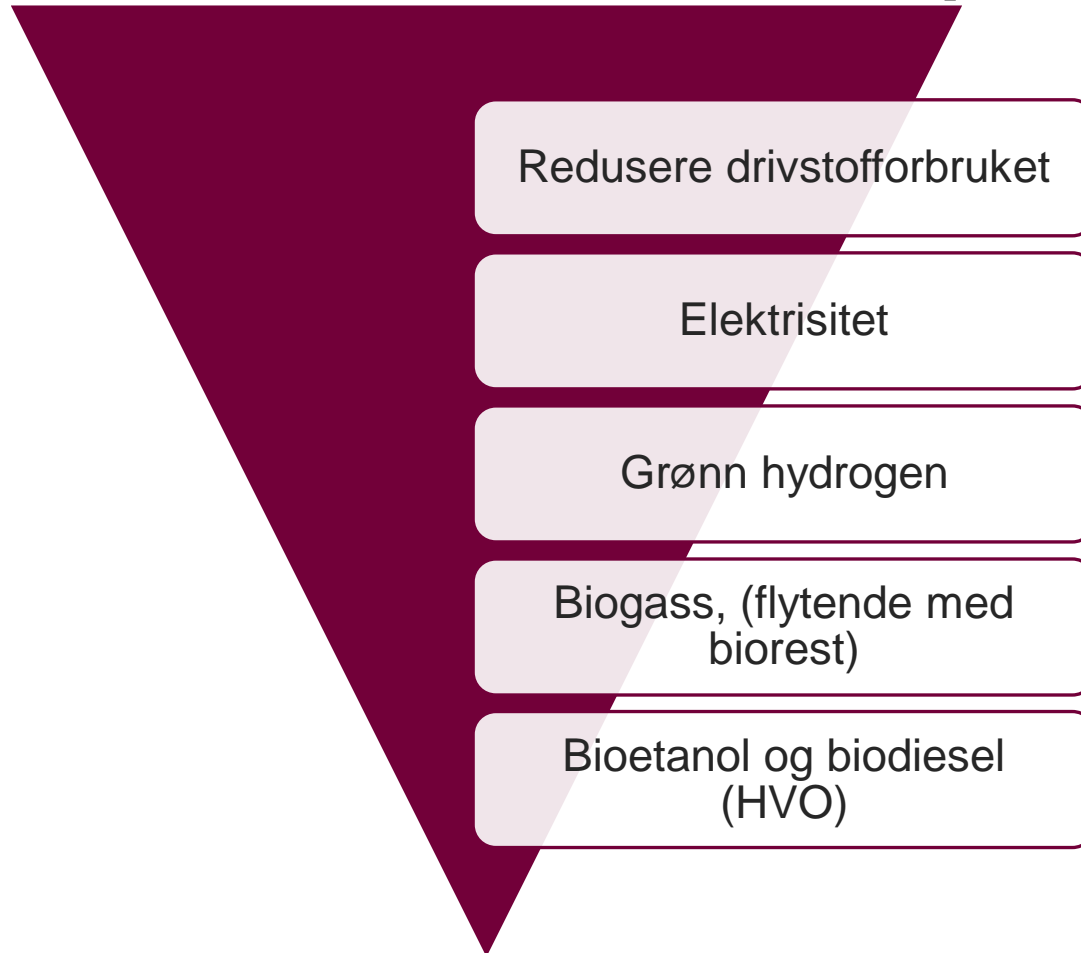 Redusere drivstofforbruket
Elektrisitet
Grønn hydrogen
Biogass, (flytende med
biorest)
Bioetanol og biodiesel
(HVO)